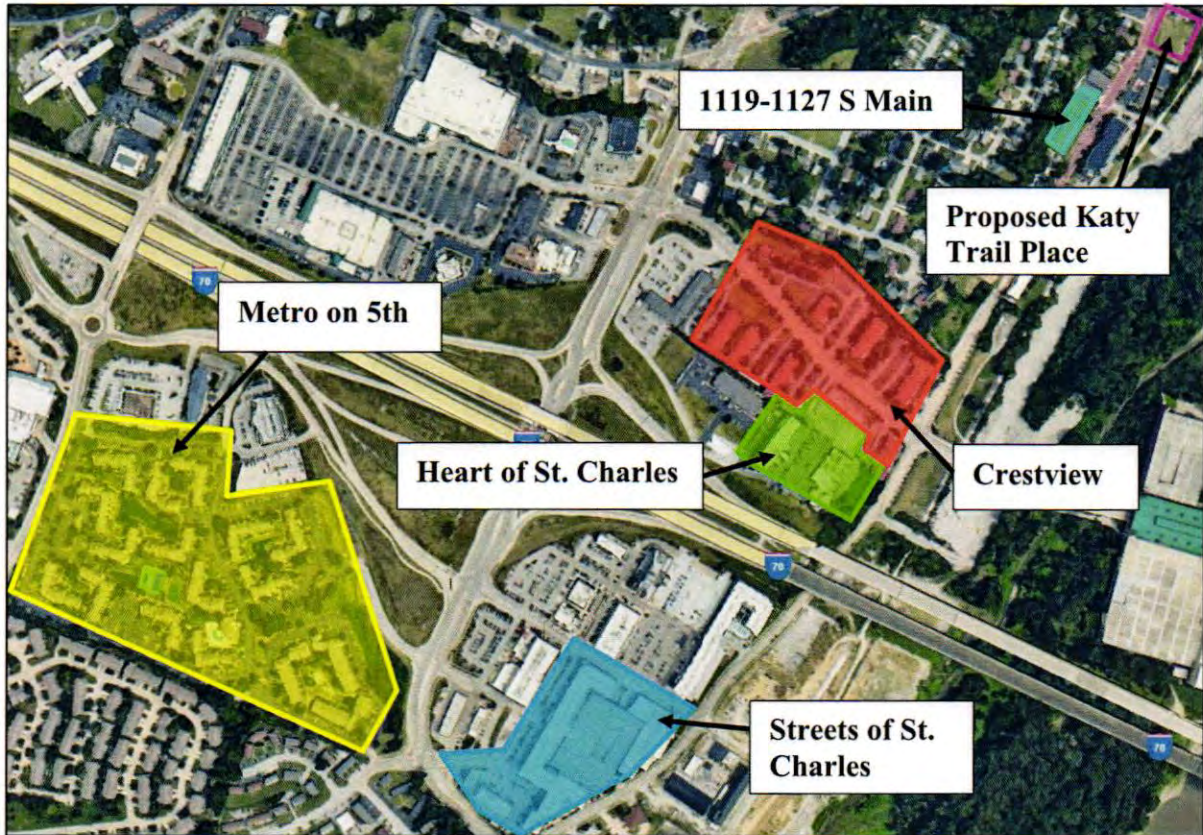 1119-1127 S Main
Proposed Katy
Trail Place
70
Metro on 5th
Heart of St. Charles
Crestview
70
Streets of St.
Charles
70